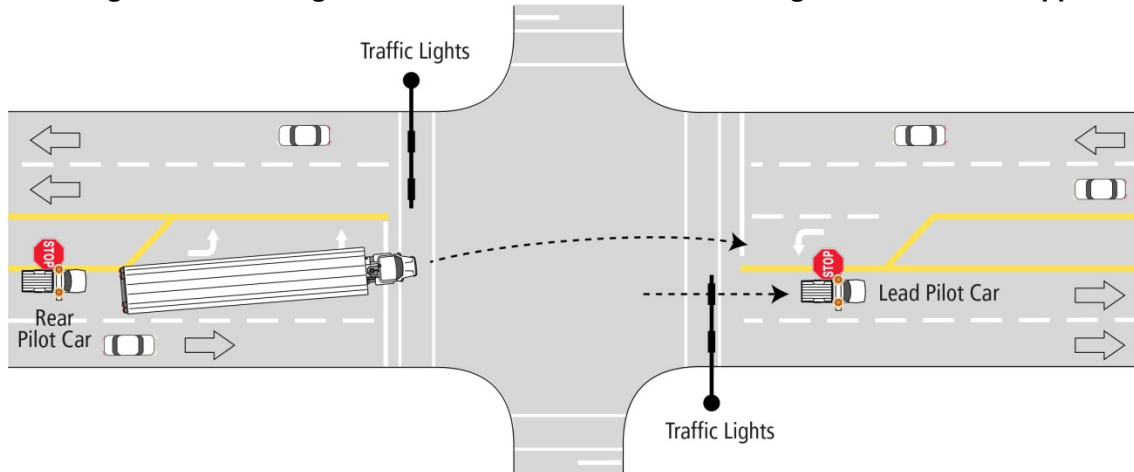 Traffic Lights
STOP
STOP
Rear
Pilot Car
Lead Pilot Car
Traffic Lights